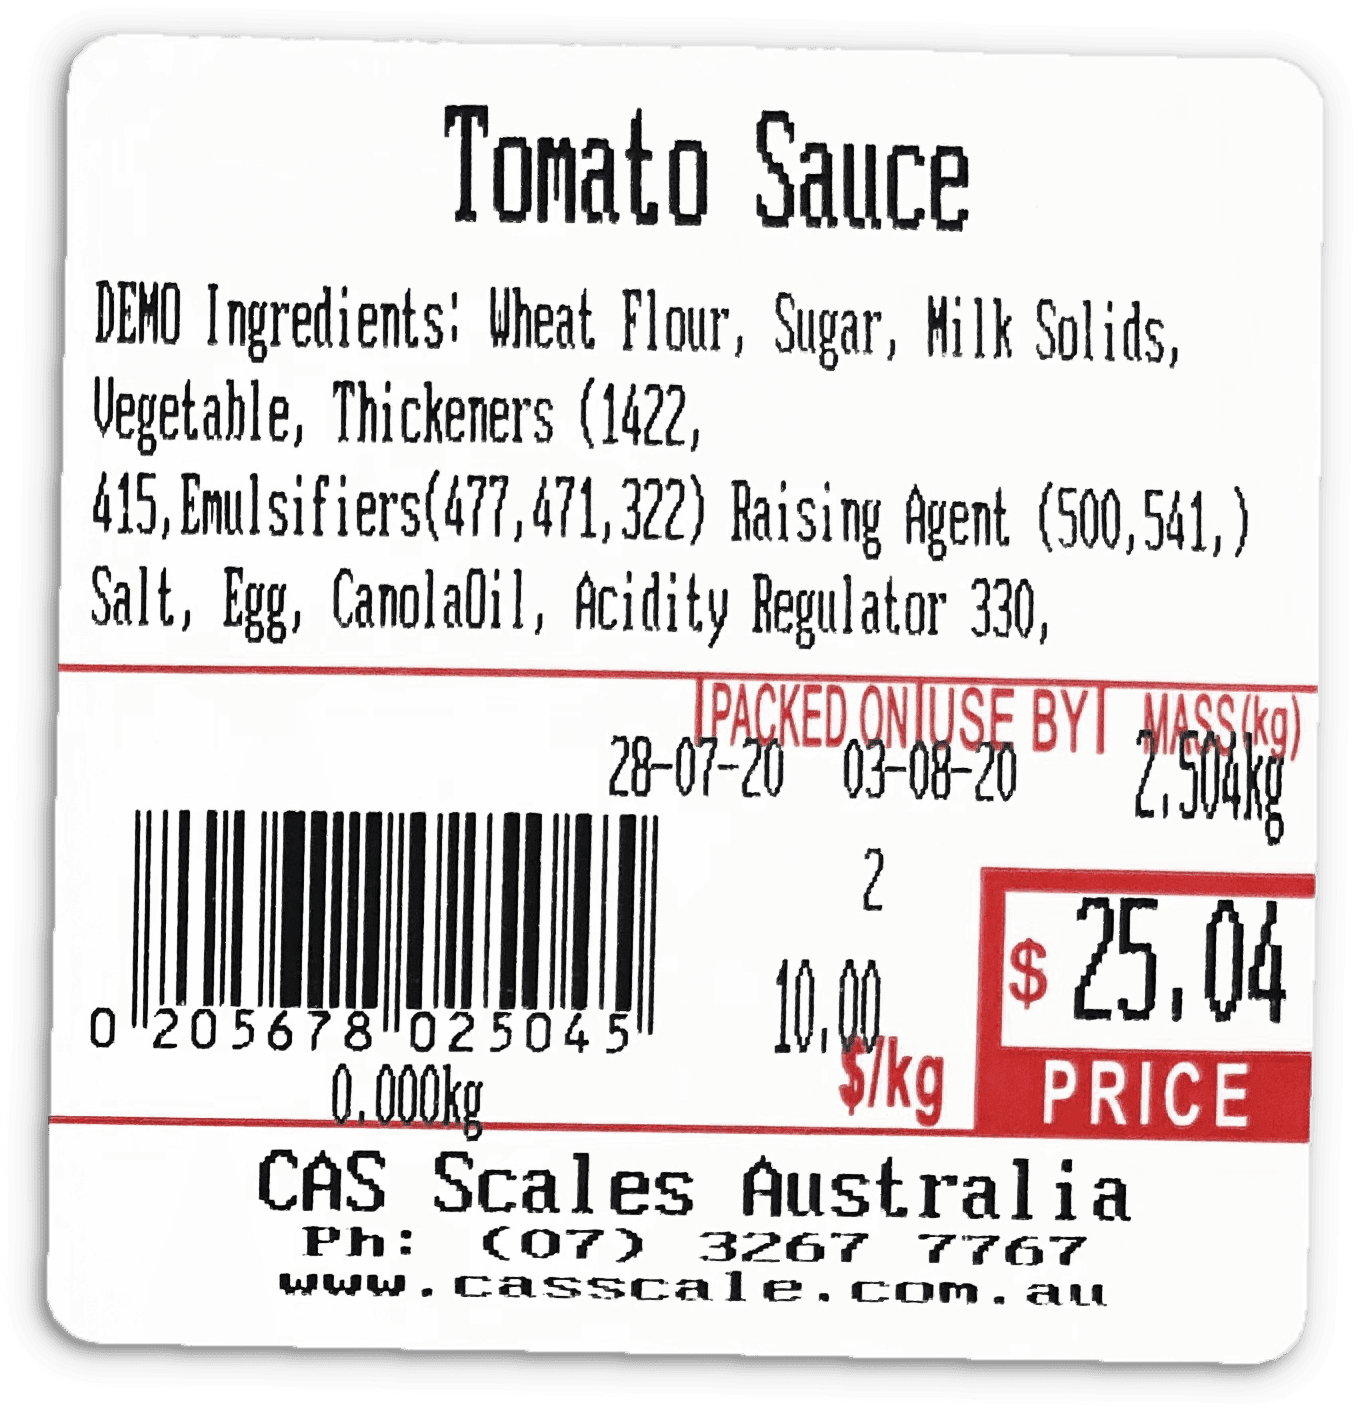 Tomato Sauce
DEMO Ingredients: Wheat Flour, Sugar, Milk Solids,
Vegetable, Thickeners (1422,
415,Emulsifiers(477,471,322) Raising Agent (500,541,)
Salt, Egg, CanolaOil, Acidity Regulator 330,
PACKED ON USE BY MASS(kg)
28-07-20 03-08-20 2.504kg
2
$ 25.04
10.00
$/kg
PRICE
0 205678 025045
0.000kg
CAS Scales Australia
Ph: (07) 3267 7767
www.casscale.com.au